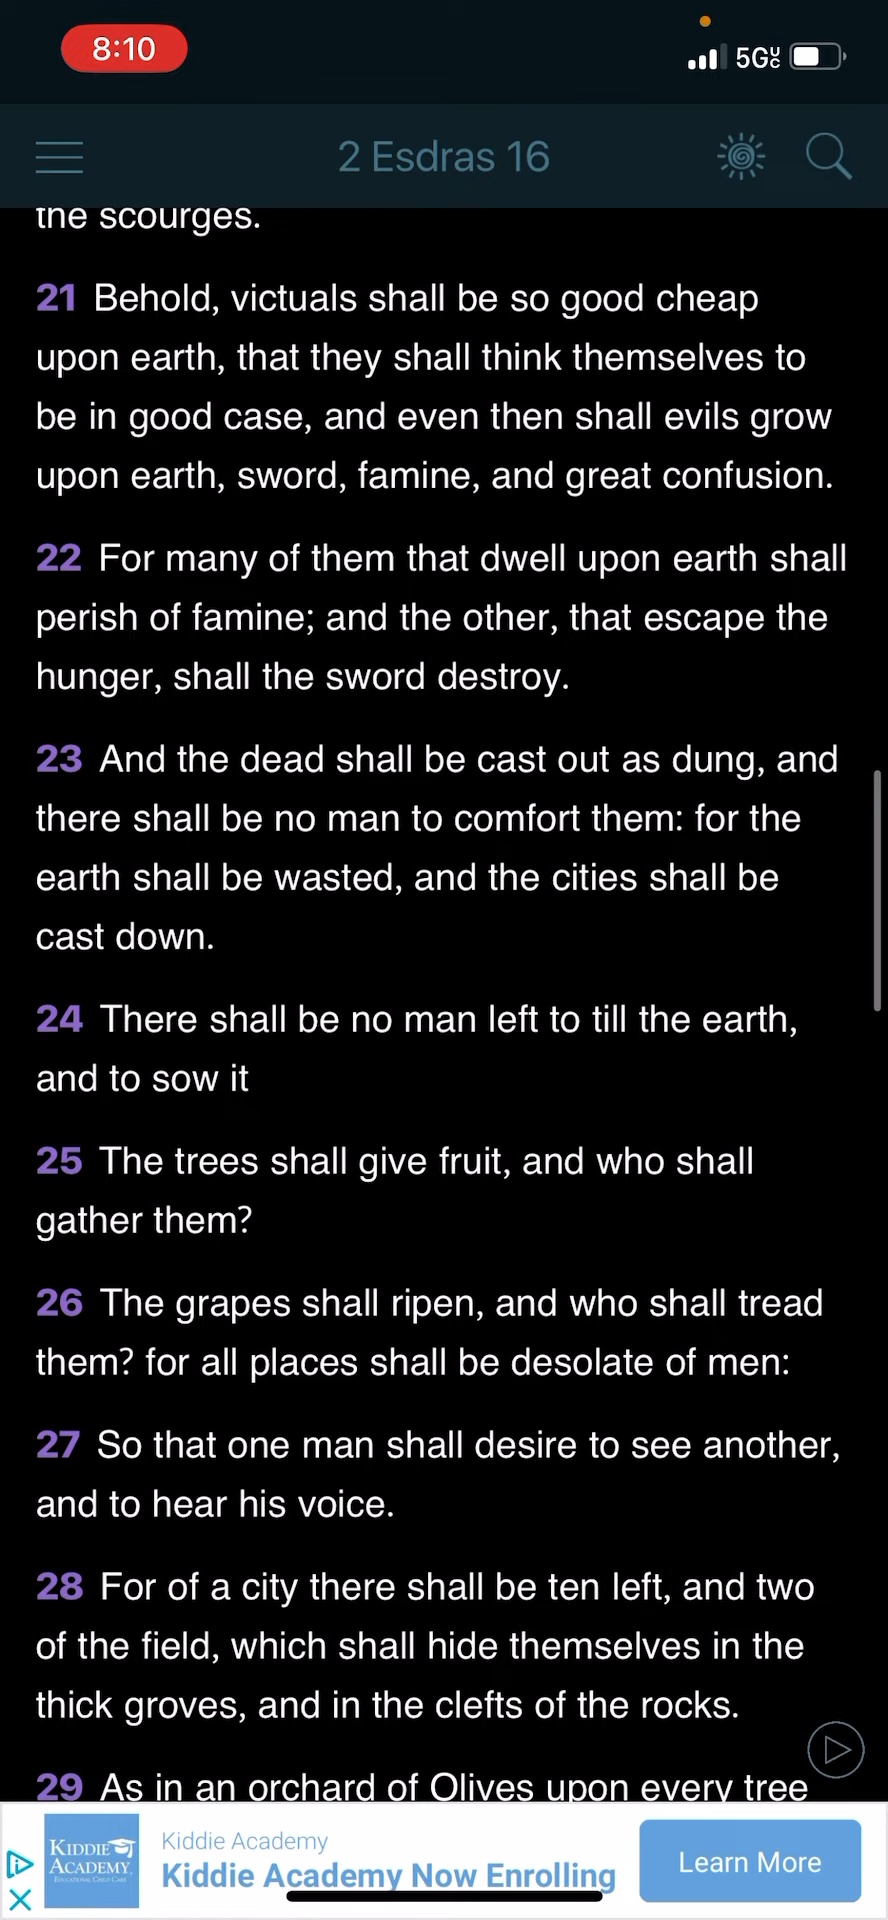 8:10
5GUC
2 Esdras 16
the scourges.
21 Behold, victuals shall be so good cheap
upon earth, that they shall think themselves to
be in good case, and even then shall evils grow
upon earth, sword, famine, and great confusion.
22 For many of them that dwell upon earth shall
perish of famine; and the other, that escape the
hunger, shall the sword destroy.
23 And the dead shall be cast out as dung, and
there shall be no man to comfort them: for the
earth shall be wasted, and the cities shall be
cast down.
24 There shall be no man left to till the earth,
and to sow it
25 The trees shall give fruit, and who shall
gather them?
26 The grapes shall ripen, and who shall tread
them? for all places shall be desolate of men:
27 So that one man shall desire to see another,
and to hear his voice.
28 For of a city there shall be ten left, and two
of the field, which shall hide themselves in the
thick groves, and in the clefts of the rocks.
29 As in an orchard of Olives upon every tree
KIDDIE
ACADEMY
EDUCATIONAL CHILD CARE
Kiddie Academy
Kiddie Academy Now Enrolling
Learn More